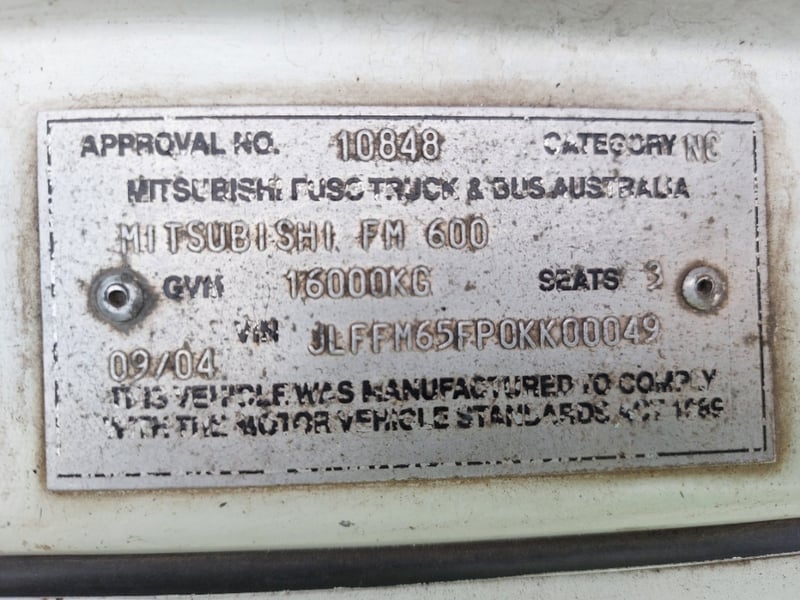 APPROVAL NO. 10848 CATEGORY NC
MITSUBISHI FUSO TRUCK & BUS AUSTRALIA
MITSUBISHI FM 600
GVM 16000KG SEATS 3
VIN JLFFM65FP0KK00049
09/04
THIS VEHICLE WAS MANUFACTURED TO COMPLY
WITH THE MOTOR VEHICLE STANDARDS ACT 1989